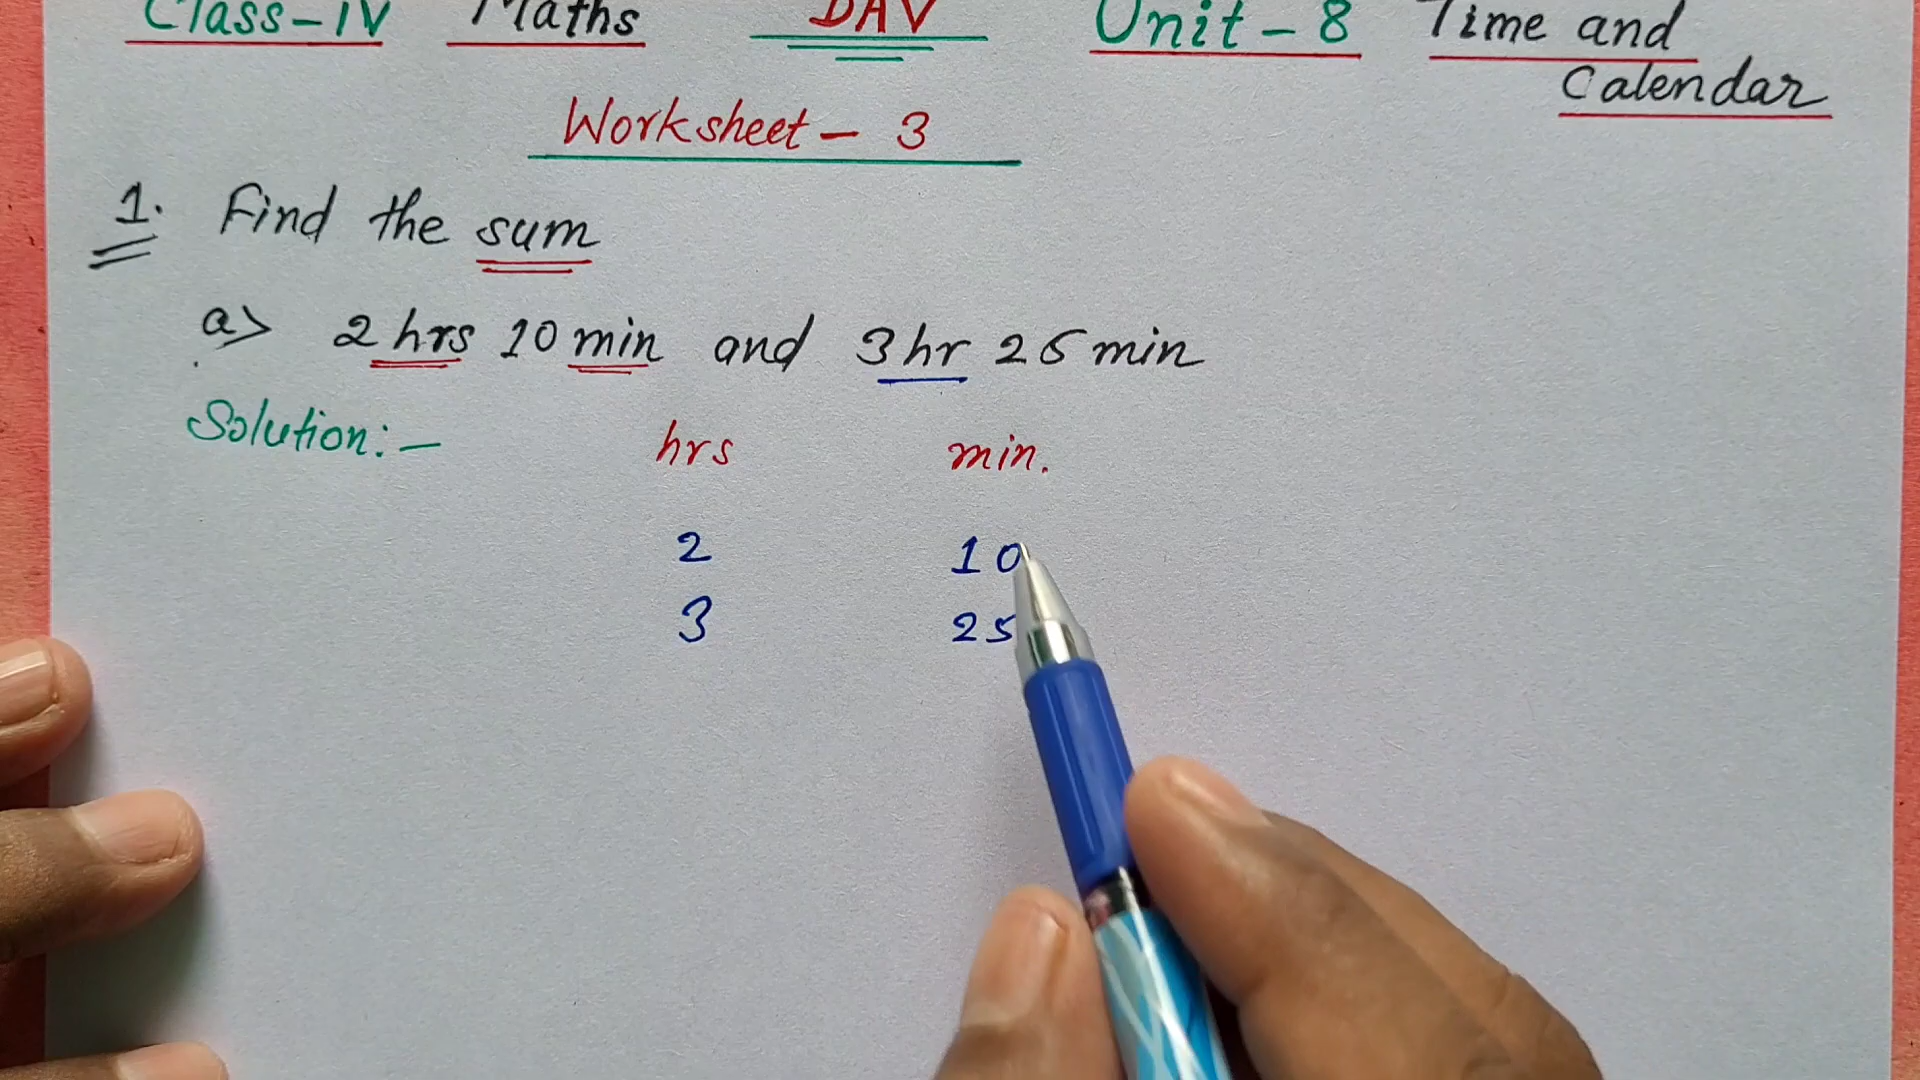 Class-IV Maths DAV Unit-8 Time and Calendar
Worksheet-3
1. Find the sum
a> 2 hrs 10 min and 3 hr 25 min
Solution:-
hrs min.
2 10
3 25